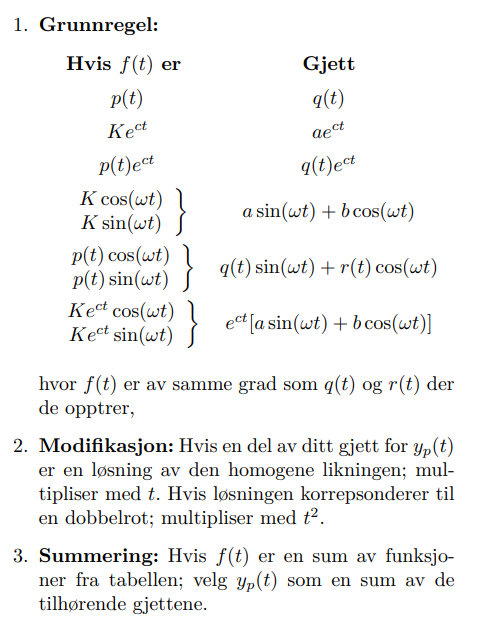 1. Grunnregel:
Hvis f(t) er Gjett
p(t) q(t)
Ke^{ct} ae^{ct}
p(t)e^{ct} q(t)e^{ct}
K cos(ωt)
K sin(ωt) } a sin(ωt) + b cos(ωt)
p(t) cos(ωt)
p(t) sin(ωt) } q(t) sin(ωt) + r(t) cos(ωt)
Ke^{ct} cos(ωt)
Ke^{ct} sin(ωt) } e^{ct}[a sin(ωt) + b cos(ωt)]
hvor f(t) er av samme grad som q(t) og r(t) der
de opptrer,
2. Modifikasjon: Hvis en del av ditt gjett for y_p(t)
er en løsning av den homogene likningen; mul-
tipliser med t. Hvis løsningen korrepsonderer til
en dobbelrot; multipliser med t².
3. Summering: Hvis f(t) er en sum av funksjo-
ner fra tabellen; velg y_p(t) som en sum av de
tilhørende gjettene.